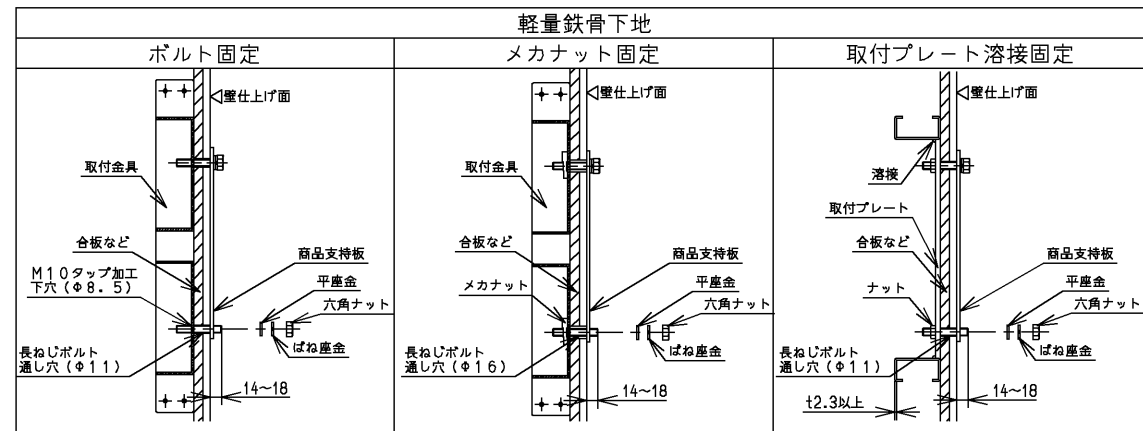 軽量鉄骨下地
ボルト固定
メカナット固定
取付プレート溶接固定
壁仕上げ面
取付金具
合板など
商品支持板
M10タップ加工
下穴(Φ8.5)
平座金
六角ナット
ばね座金
長ねじボルト
通し穴(Φ11)
14~18
壁仕上げ面
取付金具
合板など
商品支持板
メカナット
平座金
六角ナット
ばね座金
長ねじボルト
通し穴(Φ16)
14~18
壁仕上げ面
溶接
取付プレート
合板など
商品支持板
平座金
ナット
六角ナット
ばね座金
長ねじボルト
通し穴(Φ11)
14~18
t2.3以上